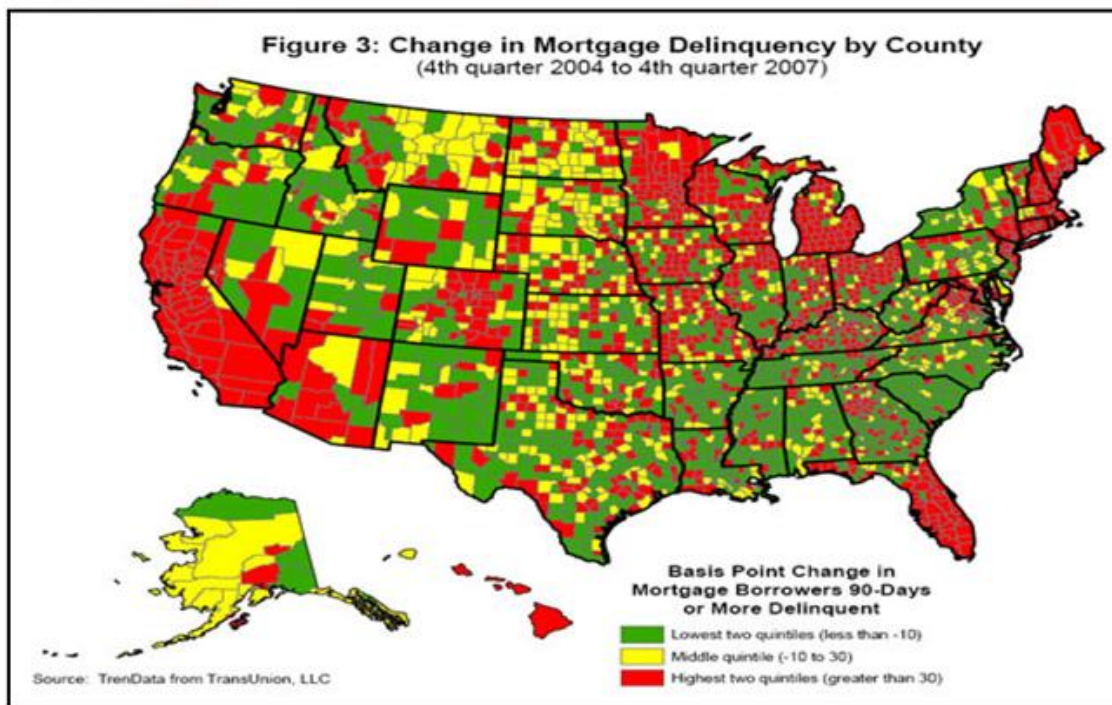 Figure 3: Change in Mortgage Delinquency by County
(4th quarter 2004 to 4th quarter 2007)
Basis Point Change in
Mortgage Borrowers 90-Days
or More Delinquent
Lowest two quintiles (less than -10)
Middle quintile (-10 to 30)
Highest two quintiles (greater than 30)
Source: TrenData from TransUnion, LLC